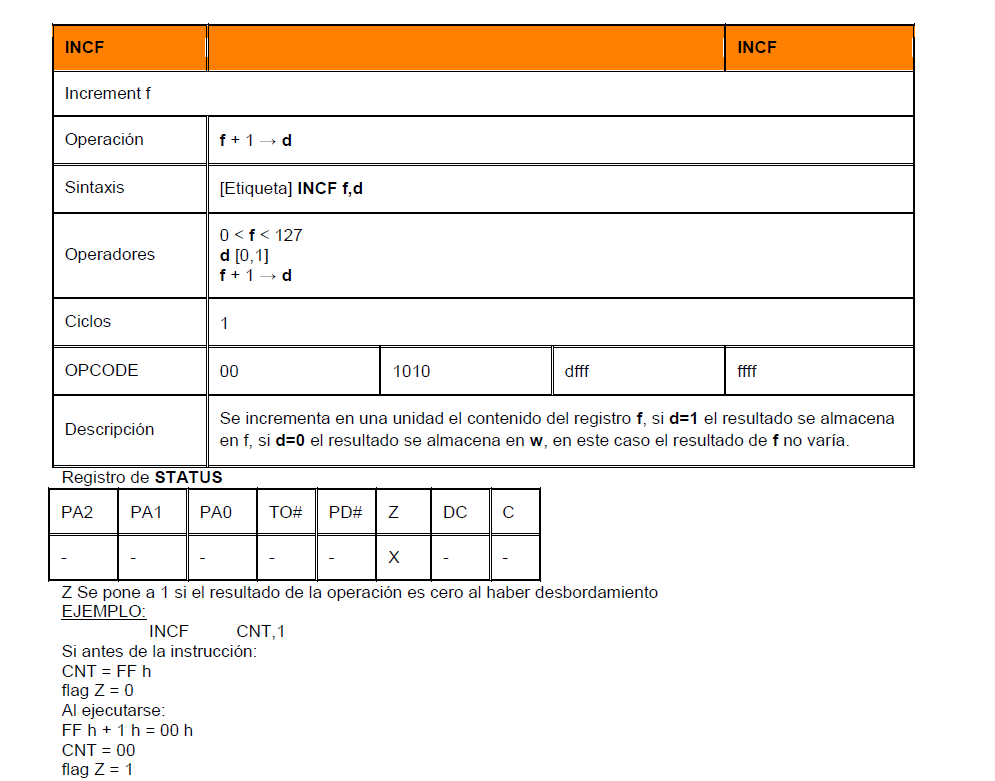 INCF INCF
Increment f
Operación f + 1 → d
Sintaxis [Etiqueta] INCF f,d
Operadores
0 < f < 127
d [0,1]
f + 1 → d
Ciclos 1
OPCODE 00 1010 dfff ffff
Descripción
Se incrementa en una unidad el contenido del registro f, si d=1 el resultado se almacena
en f, si d=0 el resultado se almacena en w, en este caso el resultado de f no varía.
Registro de STATUS
PA2 PA1 PA0 TO# PD# Z DC C
- - - - - X - -
Z Se pone a 1 si el resultado de la operación es cero al haber desbordamiento
EJEMPLO:
INCF CNT,1
Si antes de la instrucción:
CNT = FF h
flag Z = 0
Al ejecutarse:
FF h + 1 h = 00 h
CNT = 00
flag Z = 1